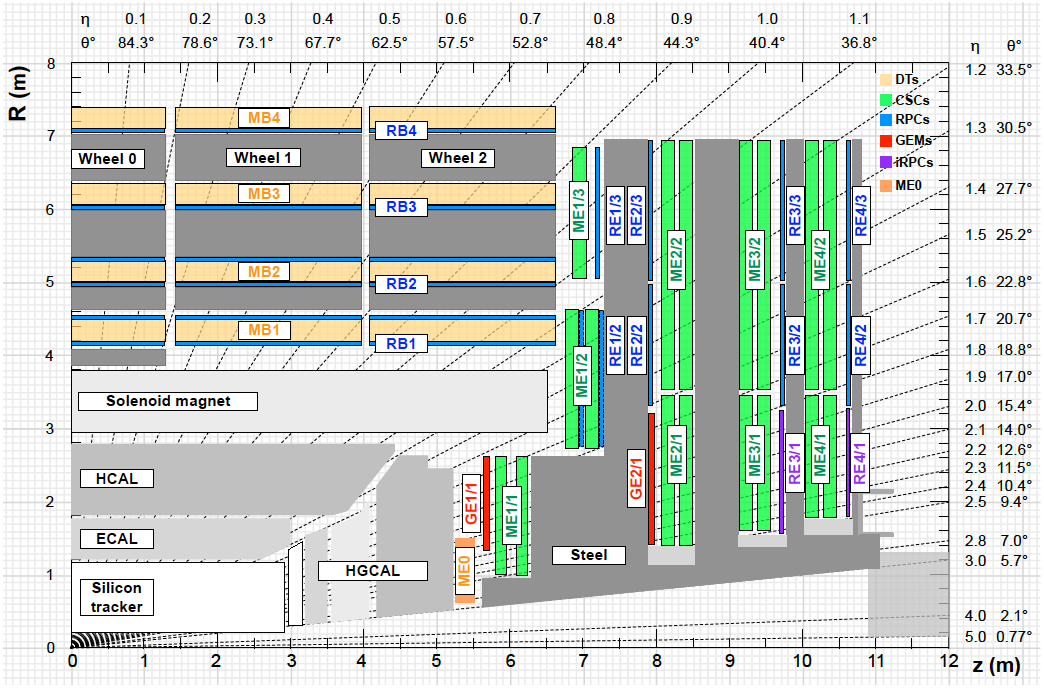 η 0.1 0.2 0.3 0.4 0.5 0.6 0.7 0.8 0.9 1.0 1.1
θ° 84.3° 78.6° 73.1° 67.7° 62.5° 57.5° 52.8° 48.4° 44.3° 40.4° 36.8° η θ°
R (m)
8
7
6
5
4
3
2
1
0
1.2 33.5°
1.3 30.5°
1.4 27.7°
1.5 25.2°
1.6 22.8°
1.7 20.7°
1.8 18.8°
1.9 17.0°
2.0 15.4°
2.1 14.0°
2.2 12.6°
2.3 11.5°
2.4 10.4°
2.5 9.4°
2.8 7.0°
3.0 5.7°
4.0 2.1°
5.0 0.77°
DTs
CSCs
RPCs
GEMs
iRPCs
ME0
MB4
RB4
Wheel 0
Wheel 1
Wheel 2
MB3
RB3
MB2
RB2
MB1
RB1
Solenoid magnet
HCAL
ECAL
Silicon
tracker
HGCAL
Steel
ME0
GE1/1
ME1/1
ME1/2
ME1/3
RE1/3
RE2/3
RE1/2
RE2/2
GE2/1
ME2/2
ME2/1
ME3/2
ME3/1
RE3/3
RE3/2
RE3/1
ME4/2
ME4/1
RE4/3
RE4/2
RE4/1
0 1 2 3 4 5 6 7 8 9 10 11 12
z (m)